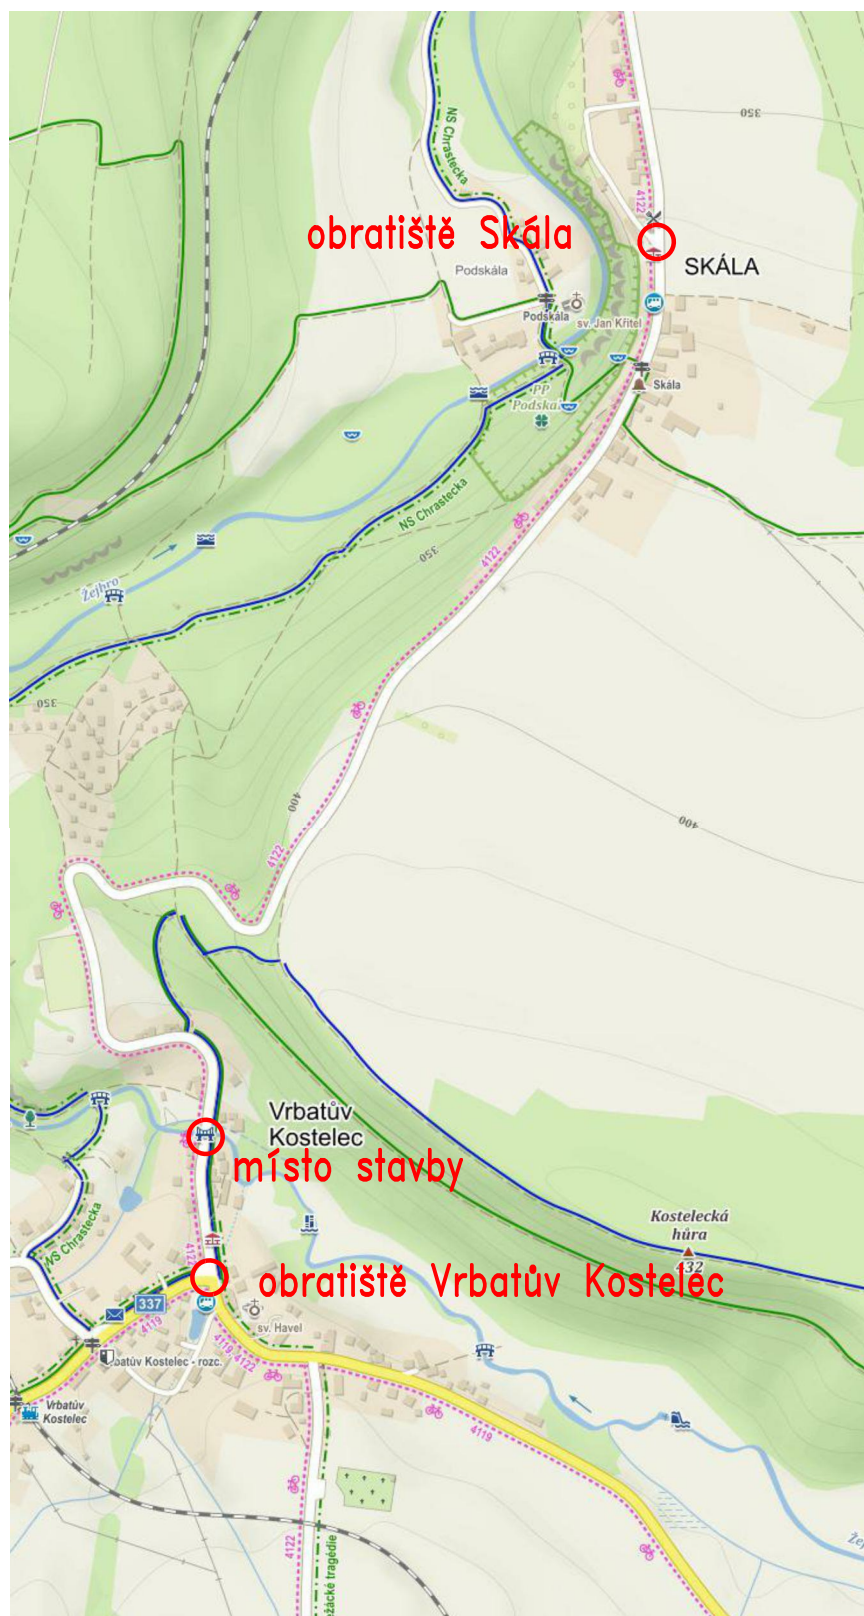 NS Chrastecka
350
4122
obratiště Skála
SKÁLA
Podskála
Podskála
sv. Jan Křtitel
Skála
PP
NS Chrastecka
4122
350
Žejbro
350
400
400
4122
Vrbatův
Kostelec
místo stavby
NS Chrastecka
Kostelecká
hůra
432
obratiště Vrbatův Kostelec
337
4119
sv. Havel
4119, 4122
Kostelec - rozc.
Vrbatův
Kostelec
4119
4122